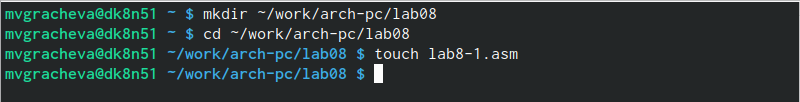 mvgracheva@dk8n51 ~ $ mkdir ~/work/arch-pc/lab08
mvgracheva@dk8n51 ~ $ cd ~/work/arch-pc/lab08
mvgracheva@dk8n51 ~/work/arch-pc/lab08 $ touch lab8-1.asm
mvgracheva@dk8n51 ~/work/arch-pc/lab08 $